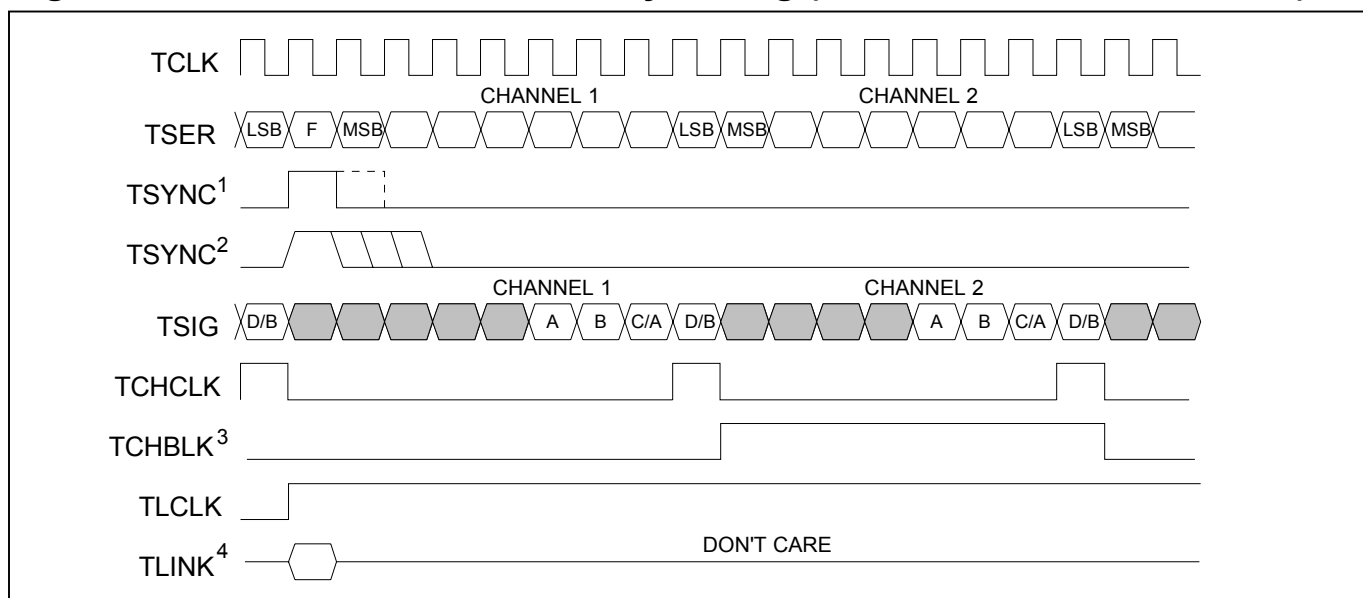 TCLK
CHANNEL 1 CHANNEL 2
TSER LSB F MSB LSB MSB LSB MSB
TSYNC1
TSYNC2
CHANNEL 1 CHANNEL 2
TSIG D/B A B C/A D/B A B C/A D/B
TCHCLK
TCHBLK3
TLCLK
DON'T CARE
TLINK4